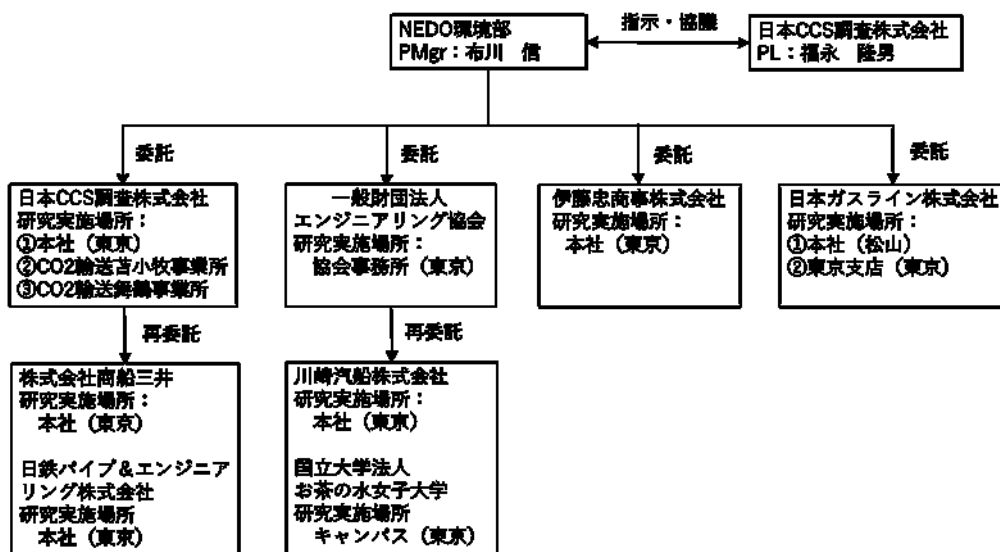 NEDO環境部
PMgr：布川　信
指示・協議
日本CCS調査株式会社
PL：福永　隆男
委託
委託
委託
委託
日本CCS調査株式会社
研究実施場所：
①本社（東京）
②CO2輸送苫小牧事業所
③CO2輸送舞鶴事業所
一般財団法人
エンジニアリング協会
研究実施場所：
協会事務所（東京）
伊藤忠商事株式会社
研究実施場所：
本社（東京）
日本ガスライン株式会社
研究実施場所：
①本社（松山）
②東京支店（東京）
再委託
再委託
株式会社商船三井
研究実施場所：
本社（東京）
日鉄パイプ＆エンジニア
リング株式会社
研究実施場所
本社（東京）
川崎汽船株式会社
研究実施場所：
本社（東京）
国立大学法人
お茶の水女子大学
研究実施場所
キャンパス（東京）